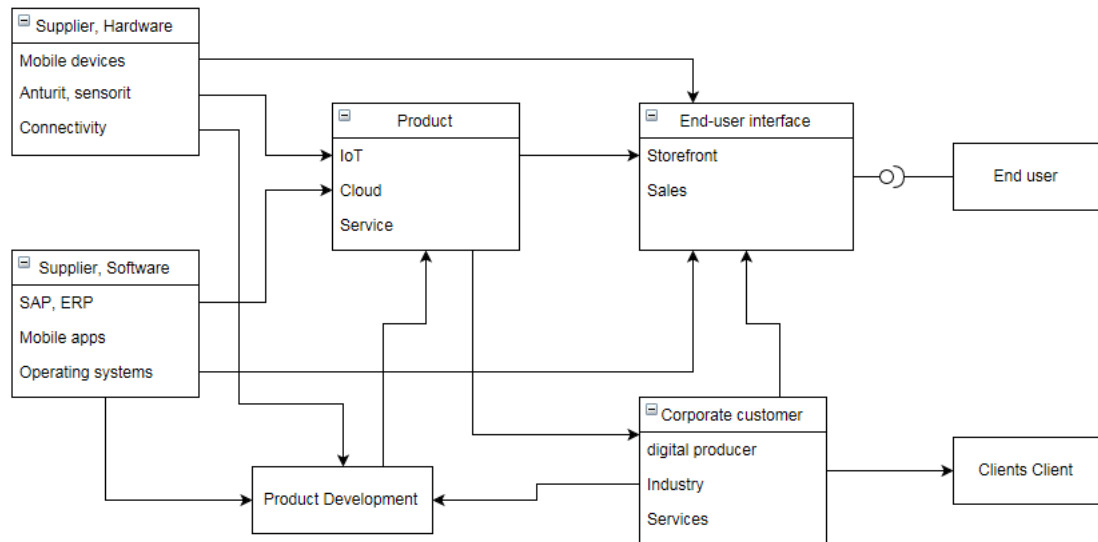 Supplier, Hardware
Mobile devices
Anturit, sensorit
Connectivity
Product
IoT
Cloud
Service
End-user interface
Storefront
Sales
End user
Supplier, Software
SAP, ERP
Mobile apps
Operating systems
Product Development
Corporate customer
digital producer
Industry
Services
Clients Client